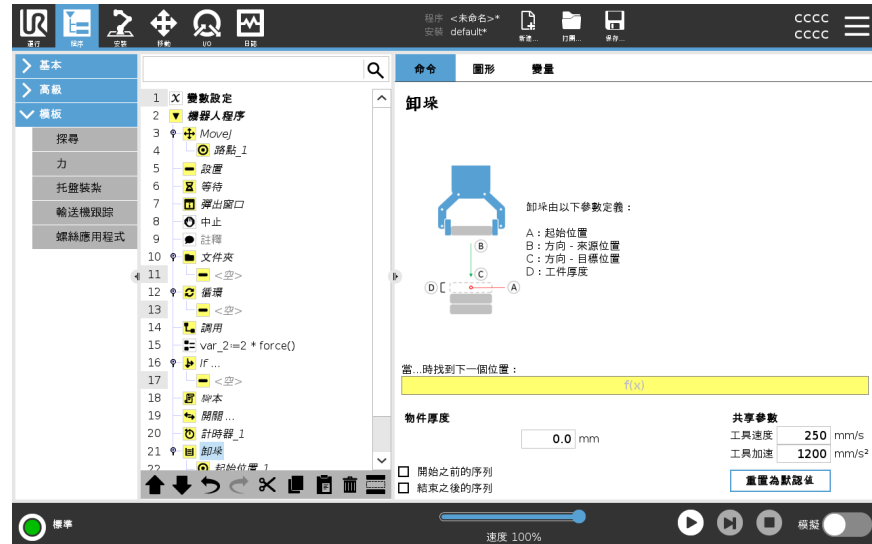 程序 <未命名>*
安裝 default*
運行
程序
安裝
移動
I/O
日誌
新建...
打開...
保存...
CCCC
CCCC
基本
高級
模板
探尋
力
托盤裝紮
輸送機跟踪
螺絲應用程式
1 X 變數設定
2 機器人程序
3 MoveJ
4 路點_1
5 設置
6 等待
7 彈出窗口
8 中止
9 註釋
10 文件夾
11 <空>
12 循環
13 <空>
14 調用
15 var_2:=2 * force()
16 If ...
17 <空>
18 腳本
19 開關 ...
20 計時器_1
21 卸垛
22 起始位置_1
命令 圖形 變量
卸垛
卸垛由以下參數定義：
A：起始位置
B：方向 - 來源位置
C：方向 - 目標位置
D：工件厚度
B
C
D
A
當...時找到下一個位置：
f(x)
物件厚度
0.0 mm
共享參數
工具速度 250 mm/s
工具加速 1200 mm/s²
開始之前的序列
結束之後的序列
重置為默認值
標準
速度 100%
模擬